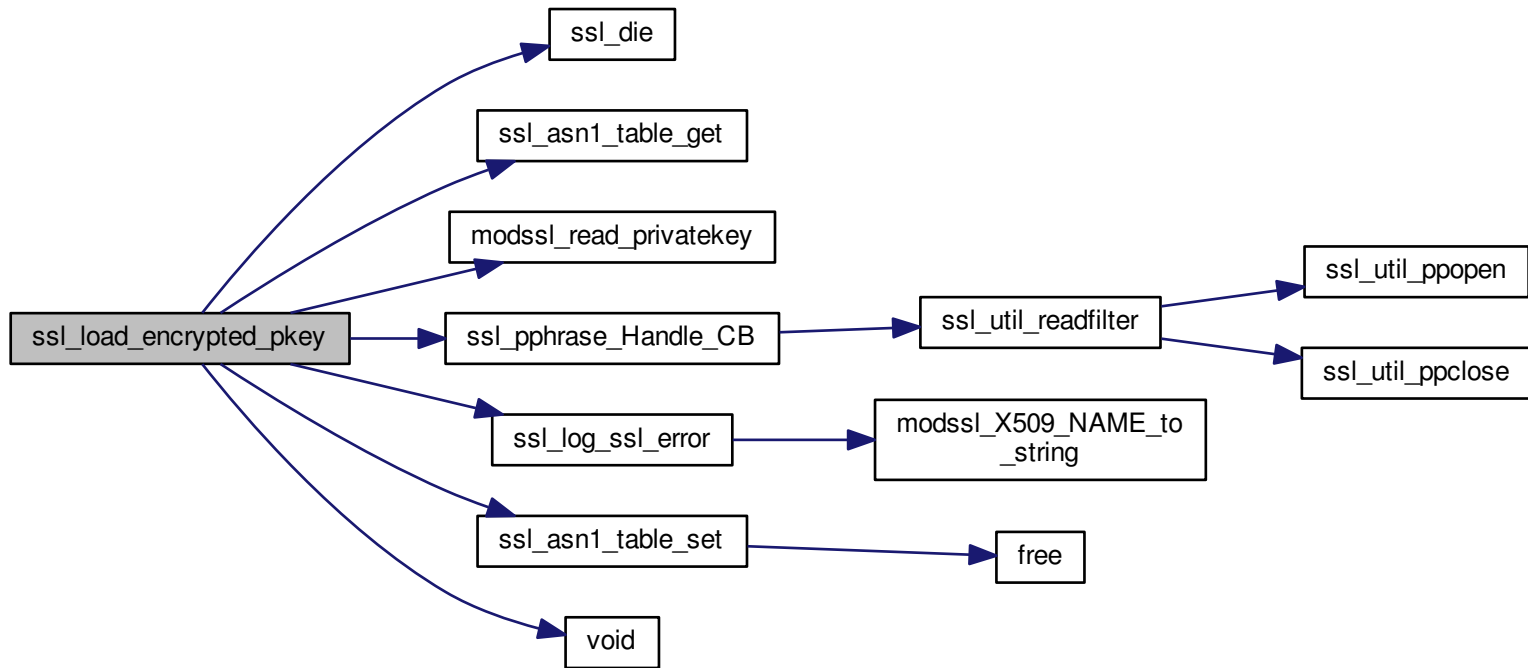 ssl_die
ssl_asn1_table_get
modssl_read_privatekey
ssl_load_encrypted_pkey
ssl_pphrase_Handle_CB
ssl_util_readfilter
ssl_util_ppopen
ssl_util_ppclose
ssl_log_ssl_error
modssl_X509_NAME_to
_string
ssl_asn1_table_set
free
void